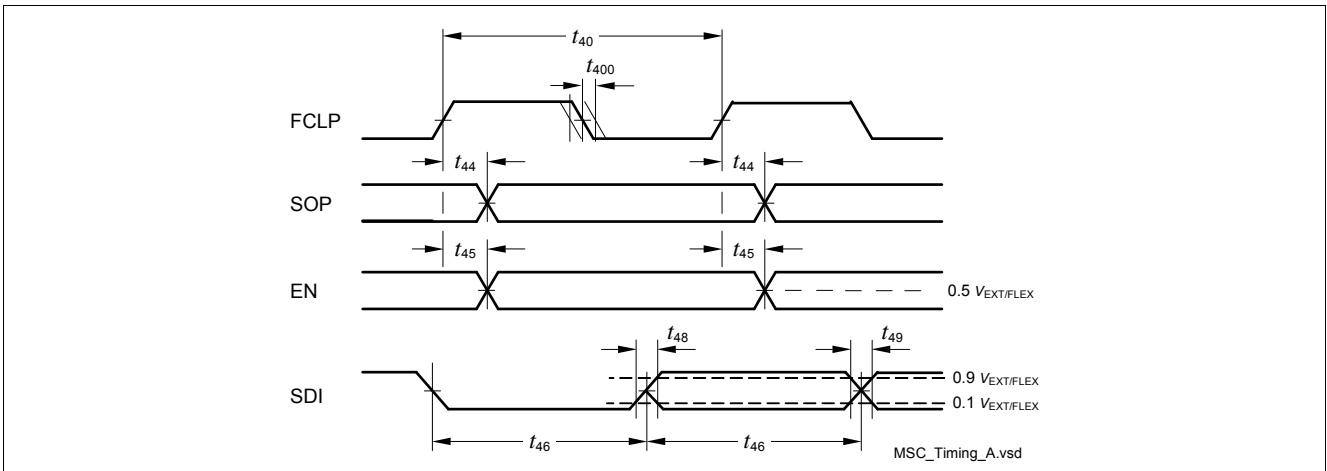 t40
t400
FCLP
t44 t44
SOP
t45 t45
EN
0.5 VEXT/FLEX
t48 t49
0.9 VEXT/FLEX
SDI
0.1 VEXT/FLEX
t46 t46
MSC_Timing_A.vsd